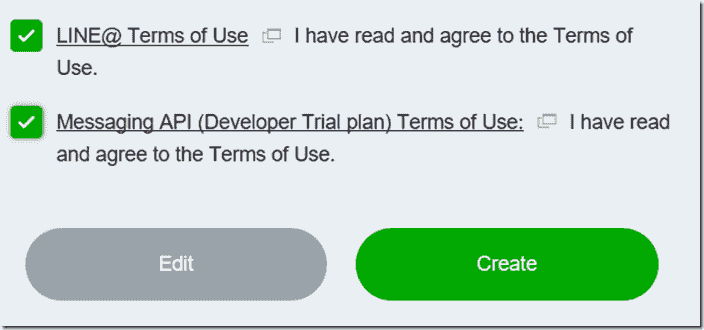 LINE@ Terms of Use I have read and agree to the Terms of
Use.
Messaging API (Developer Trial plan) Terms of Use: I have read
and agree to the Terms of Use.
Edit Create